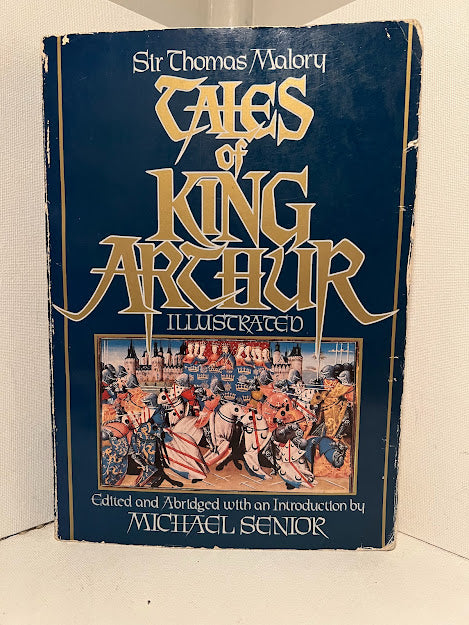 Sir Thomas Malory
TALES
of
KING
ARTHUR
ILLUSTRATED
Edited and Abridged with an Introduction by
MICHAEL SENIOR